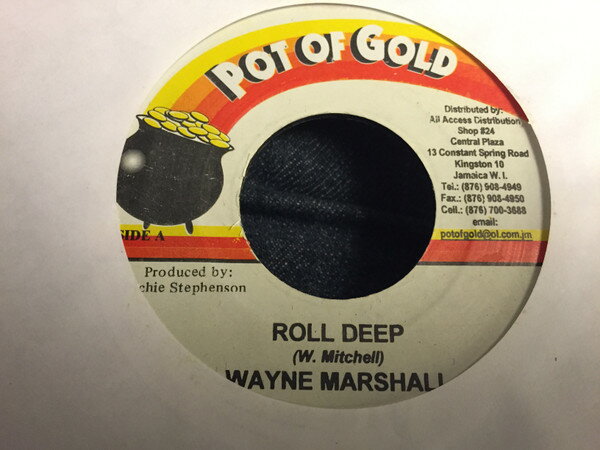 POT OF GOLD
Distributed by:
All Access Distribution
Shop #24
Central Plaza
13 Constant Spring Road
Kingston 10
Jamaica W. I.
Tel.: (876) 908-4949
Fax.: (876) 908-4950
Cell.: (876) 700-3688
email:
potofgold@ol.com.jm
SIDE A
Produced by:
chie Stephenson
ROLL DEEP
(W. Mitchell)
WAYNE MARSHALL